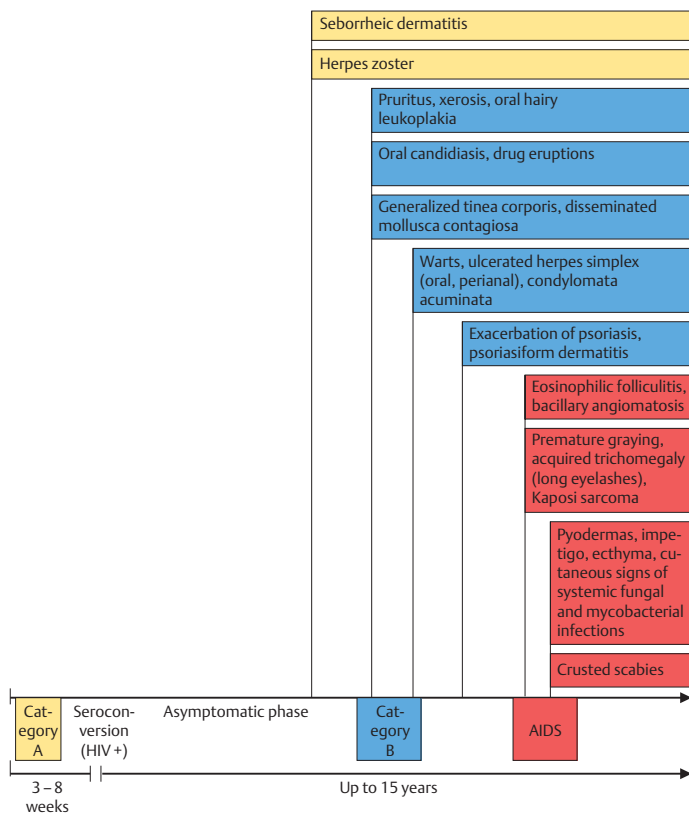 Seborrheic dermatitis
Herpes zoster
Pruritus, xerosis, oral hairy
leukoplakia
Oral candidiasis, drug eruptions
Generalized tinea corporis, disseminated
mollusca contagiosa
Warts, ulcerated herpes simplex
(oral, perianal), condylomata
acuminata
Exacerbation of psoriasis,
psoriasiform dermatitis
Eosinophilic folliculitis,
bacillary angiomatosis
Premature graying,
acquired trichomegaly
(long eyelashes),
Kaposi sarcoma
Pyodermas, impe-
tigo, ecthyma, cu-
taneous signs of
systemic fungal
and mycobacterial
infections
Crusted scabies
Cat-
egory
A
Serocon-
version
(HIV +)
Asymptomatic phase
Cat-
egory
B
AIDS
3 – 8
weeks
Up to 15 years